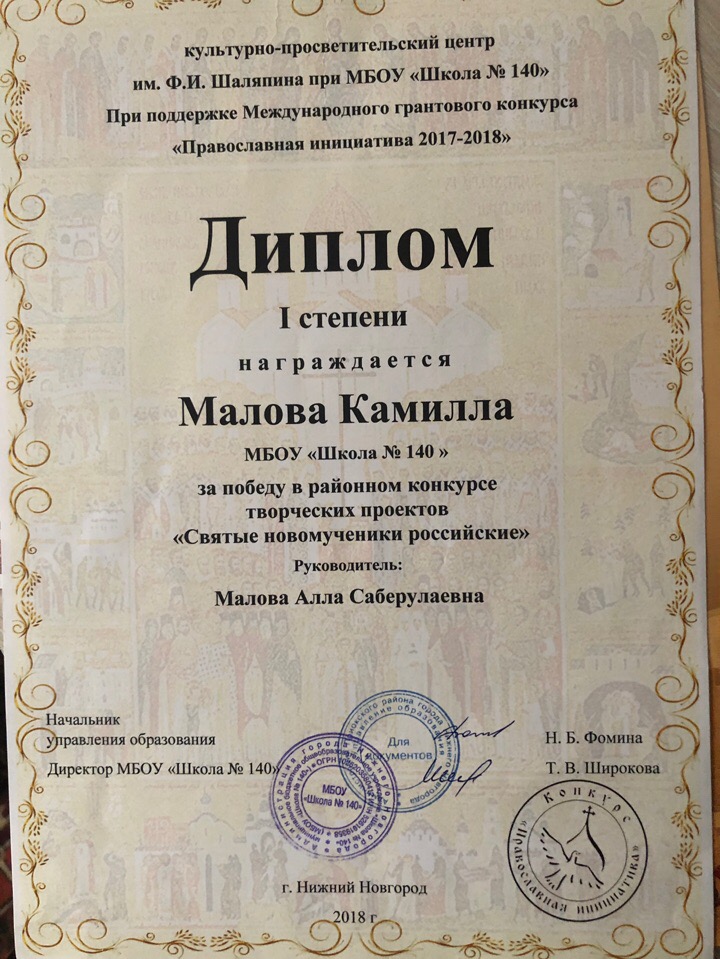 культурно-просветительский центр
им. Ф.И. Шаляпина при МБОУ «Школа № 140»
При поддержке Международного грантового конкурса
«Православная инициатива 2017-2018»
Диплом
I степени
награждается
Малова Камилла
МБОУ «Школа № 140 »
за победу в районном конкурсе
творческих проектов
«Святые новомученики российские»
Руководитель:
Малова Алла Саберулаевна
Начальник
управления образования
Н. Б. Фомина
Директор МБОУ «Школа № 140»
Т. В. Широкова
Для
документов
МБОУ
«Школа № 140»
Конкурс
«Православная инициатива»
г. Нижний Новгород
2018 г